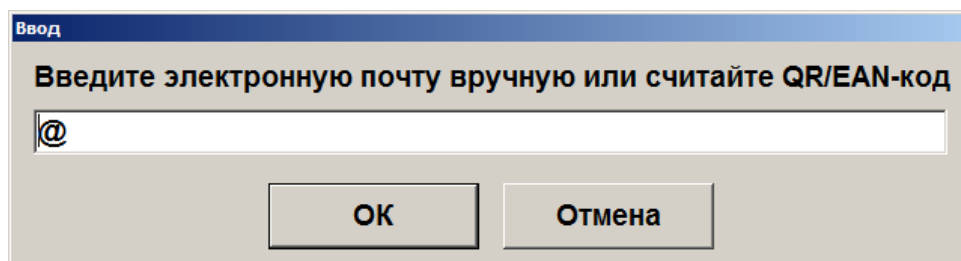 Ввод
Введите электронную почту вручную или считайте QR/EAN-код
@
ОК Отмена